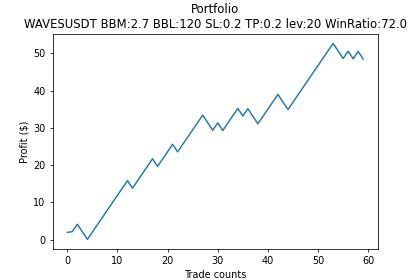 Portfolio
WAVESUSDT BBM:2.7 BBL:120 SL:0.2 TP:0.2 lev:20 WinRatio:72.0
50
40
30
20
10
0
Profit ($)
0 10 20 30 40 50 60
Trade counts